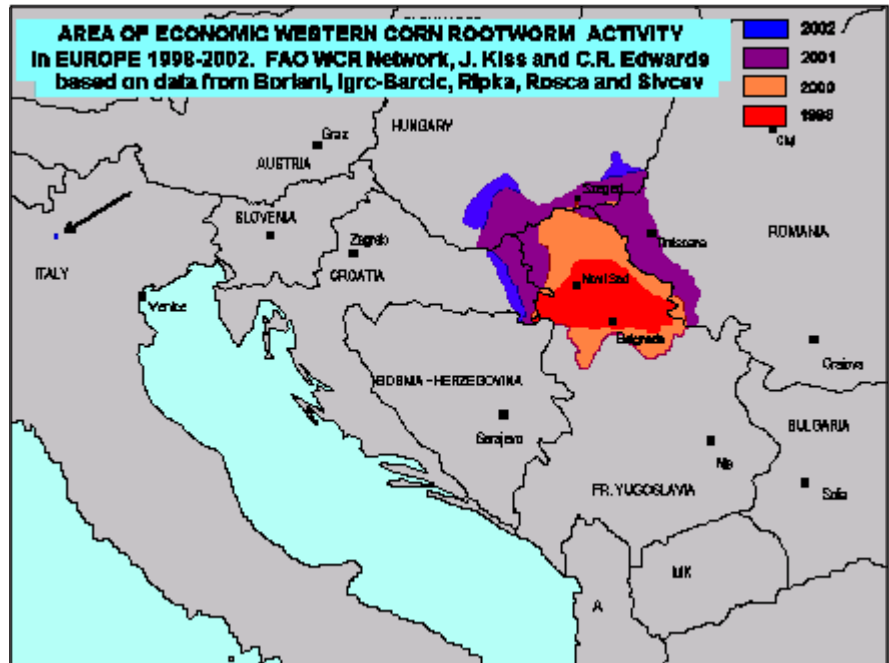 AREA OF ECONOMIC WESTERN CORN ROOTWORM ACTIVITY
in EUROPE 1998-2002. FAO WCR Network, J. Kiss and C.R. Edwards
based on data from Boriani, Igrc-Barcic, Ripka, Rosca and Sivcev
2002
2001
2000
1998
Cluj
HUNGARY
Graz
AUSTRIA
Szeged
SLOVENIA
Timisoara
ROMANIA
Zagreb
CROATIA
ITALY
Novi Sad
Venice
Belgrade
Craiova
BOSNIA-HERZEGOVINA
Sarajevo
BULGARIA
Nis
Sofia
FR. YUGOSLAVIA
MK
A